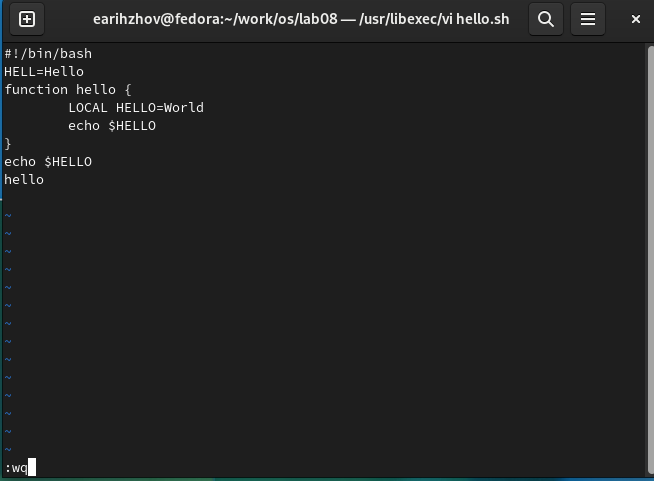 earihzhov@fedora:~/work/os/lab08 — /usr/libexec/vi hello.sh
#!/bin/bash
HELL=Hello
function hello {
        LOCAL HELLO=World
        echo $HELLO
}
echo $HELLO
hello

~
~
~
~
~
~
~
~
~
~
~
~
~
~
:wq